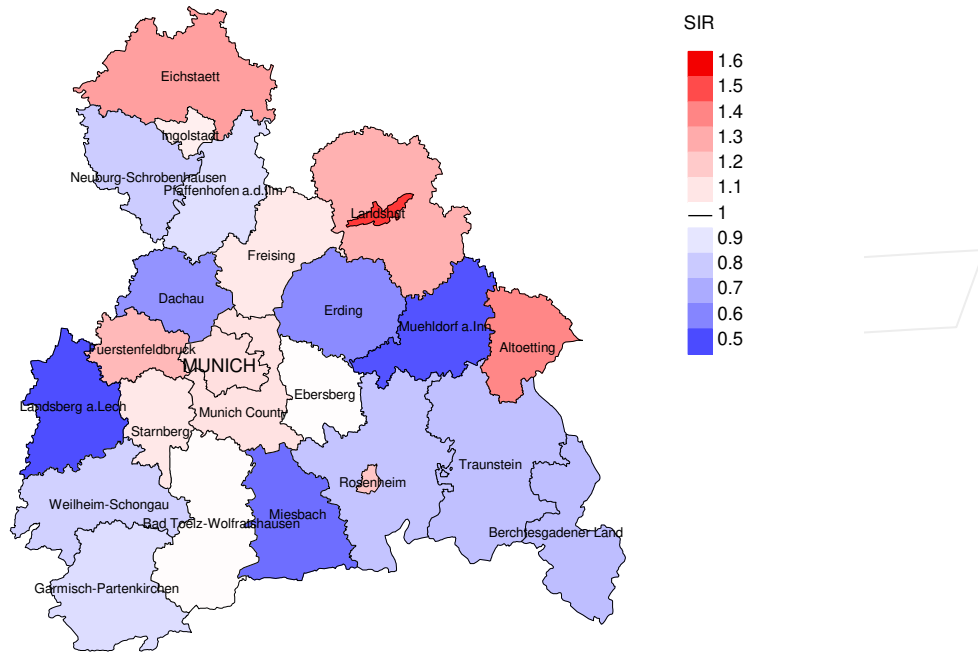 SIR
1.6
1.5
1.4
1.3
1.2
1.1
1
0.9
0.8
0.7
0.6
0.5
Eichstaett
Ingolstadt
Neuburg-Schrobenhausen
Pfaffenhofen a.d.Ilm
Landshut
Freising
Dachau
Erding
Muehldorf a.Inn
Altoetting
Fuerstenfeldbruck
MUNICH
Ebersberg
Landsberg a.Lech
Munich County
Starnberg
Traunstein
Rosenheim
Weilheim-Schongau
Miesbach
Bad Toelz-Wolfratshausen
Berchtesgadener Land
Garmisch-Partenkirchen